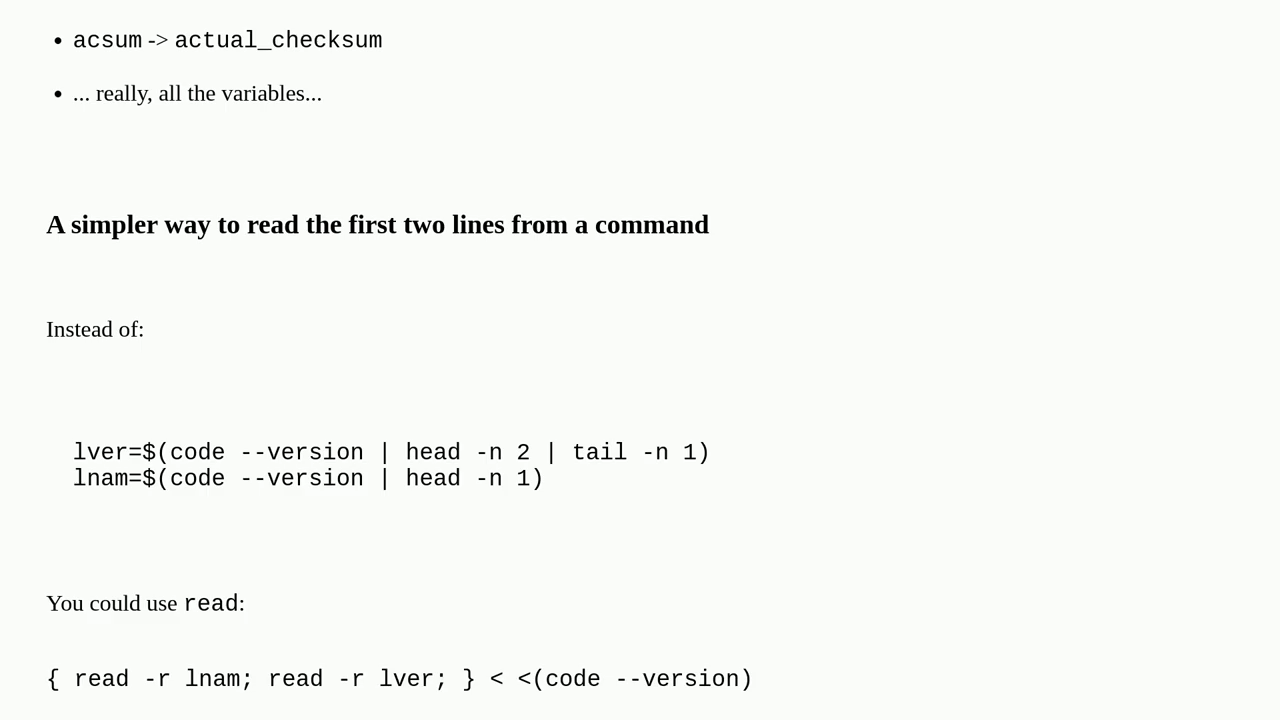 • acsum -> actual_checksum
• ... really, all the variables...
A simpler way to read the first two lines from a command
Instead of:
lver=$(code --version | head -n 2 | tail -n 1)
lnam=$(code --version | head -n 1)
You could use read:
{ read -r lnam; read -r lver; } < <(code --version)